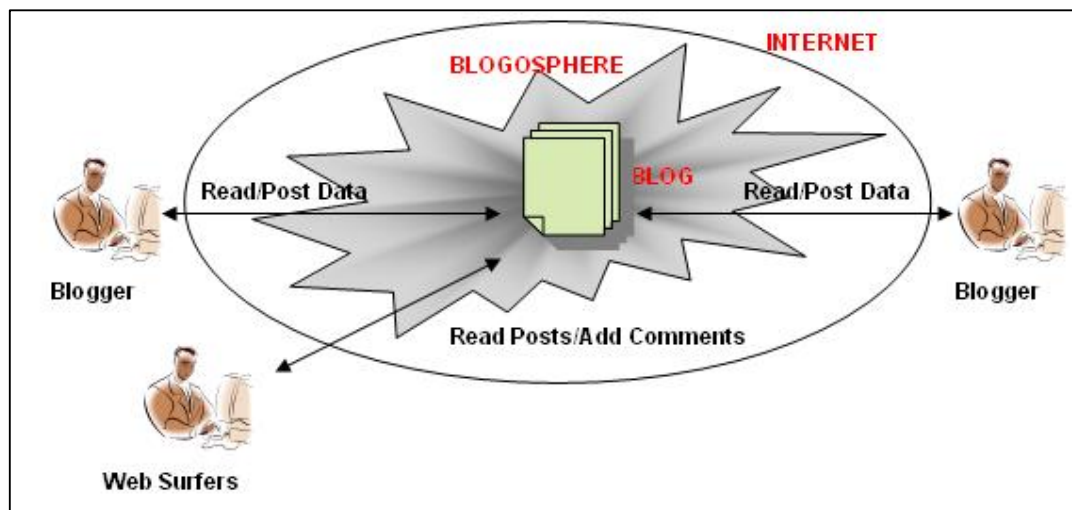 INTERNET
BLOGOSPHERE
BLOG
Read/Post Data
Read/Post Data
Blogger
Blogger
Read Posts/Add Comments
Web Surfers